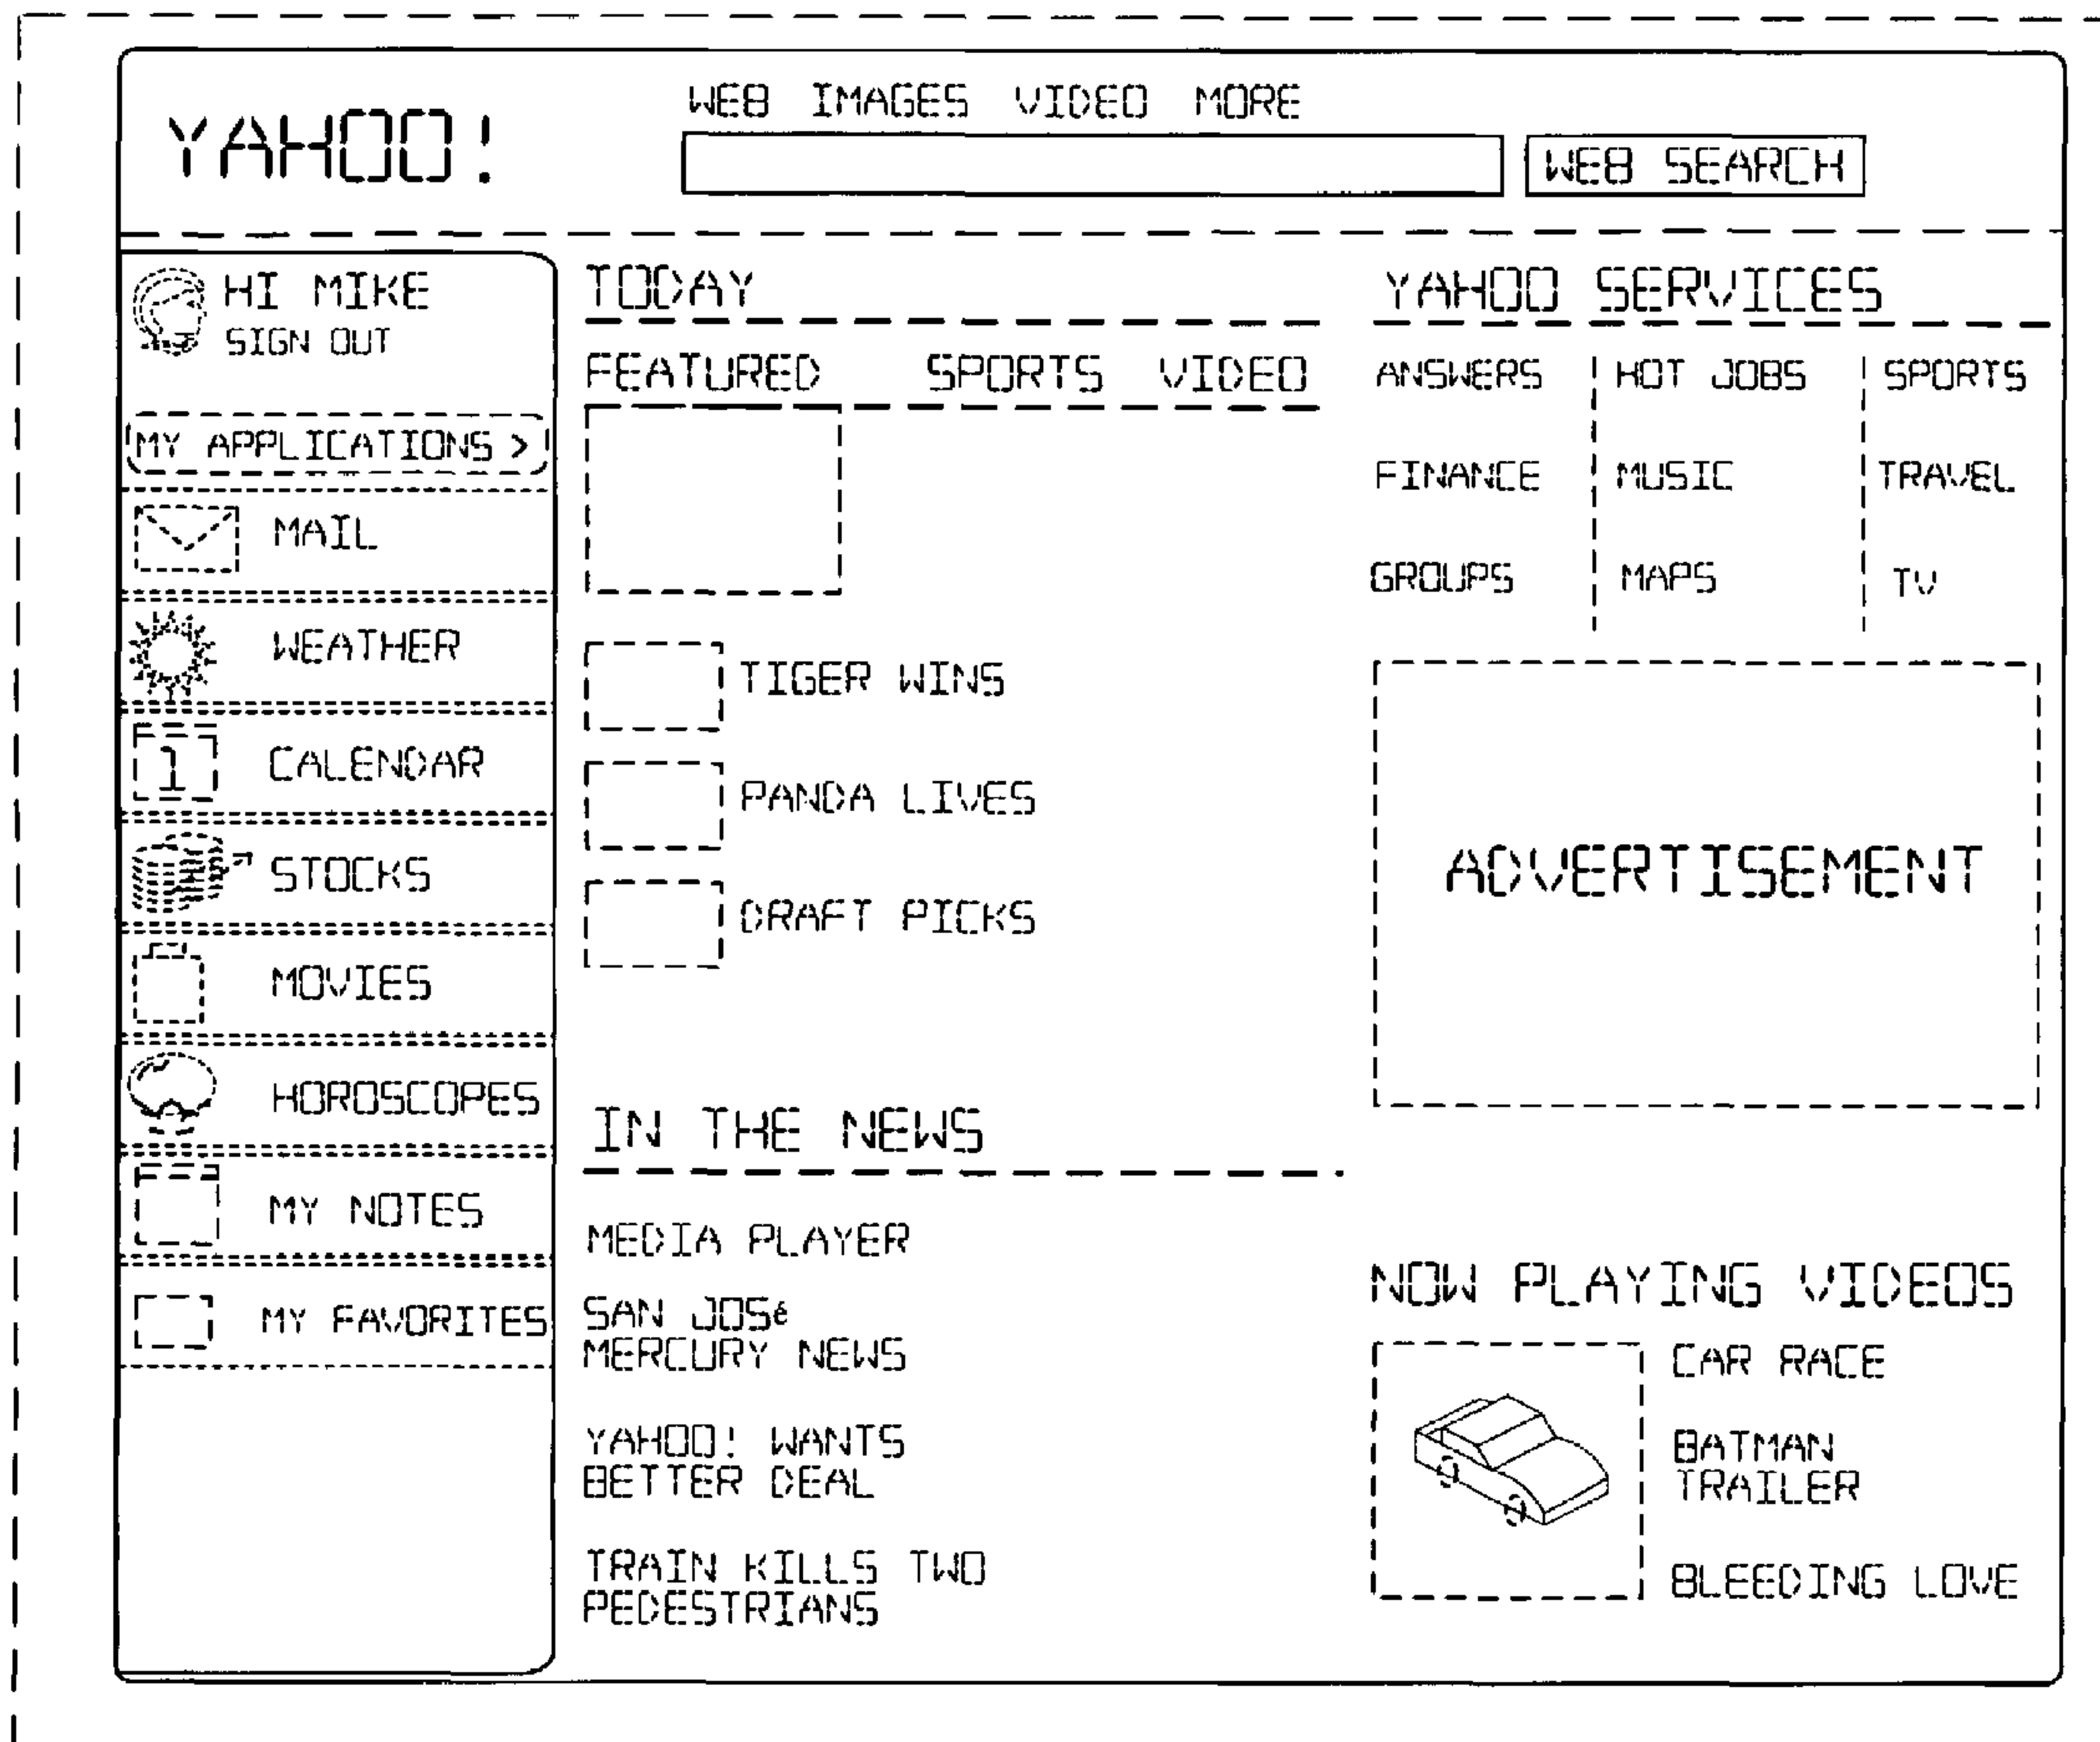 WEB IMAGES VIDEO MORE
YAHOO!
WEB SEARCH
HI MIKE
SIGN OUT
MY APPLICATIONS >
MAIL
WEATHER
1 CALENDAR
STOCKS
MOVIES
HOROSCOPES
MY NOTES
MY FAVORITES
TODAY
FEATURED SPORTS VIDEO
TIGER WINS
PANDA LIVES
DRAFT PICKS
IN THE NEWS
MEDIA PLAYER
SAN JOSé
MERCURY NEWS
YAHOO! WANTS
BETTER DEAL
TRAIN KILLS TWO
PEDESTRIANS
YAHOO SERVICES
ANSWERS HOT JOBS SPORTS
FINANCE MUSIC TRAVEL
GROUPS MAPS TV
ADVERTISEMENT
NOW PLAYING VIDEOS
CAR RACE
BATMAN
TRAILER
BLEEDING LOVE